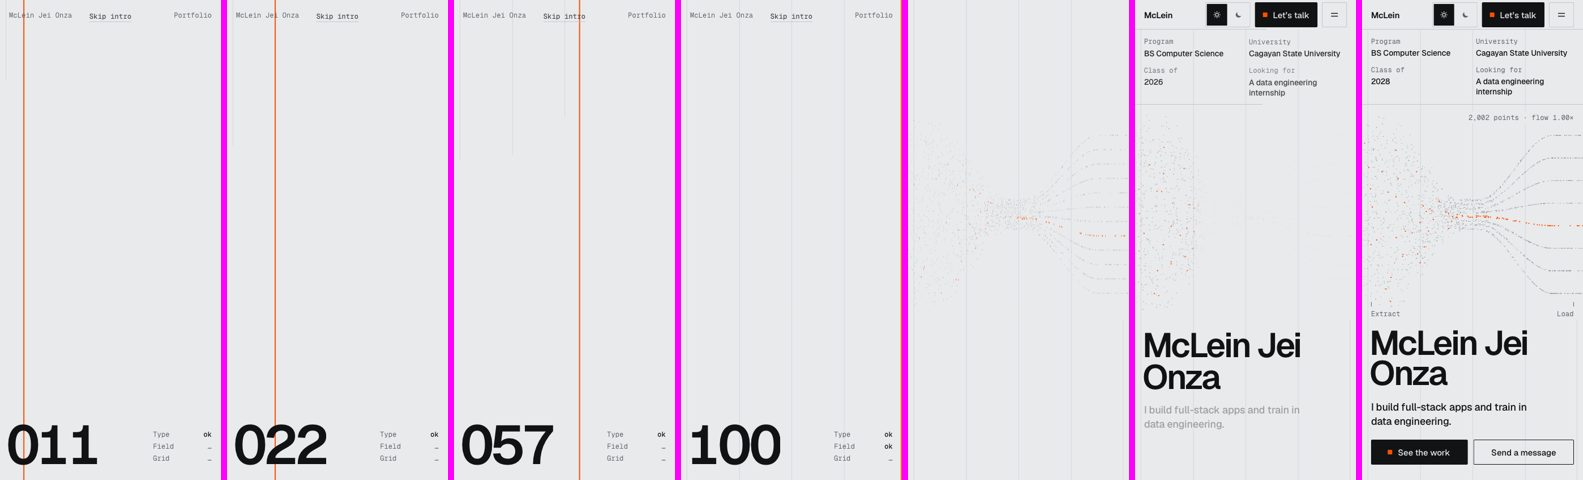 McLein Jei Onza Skip intro Portfolio
011
Type ok
Field …
Grid …
McLein Jei Onza Skip intro Portfolio
022
Type ok
Field …
Grid …
McLein Jei Onza Skip intro Portfolio
057
Type ok
Field …
Grid …
McLein Jei Onza Skip intro Portfolio
100
Type ok
Field ok
Grid …
McLein Let's talk
Program University
BS Computer Science Cagayan State University
Class of Looking for
2026 A data engineering
internship
McLein Jei
Onza
I build full-stack apps and train in
data engineering.
McLein Let's talk
Program University
BS Computer Science Cagayan State University
Class of Looking for
2028 A data engineering
internship
2,002 points · flow 1.00×
Extract Load
McLein Jei
Onza
I build full-stack apps and train in
data engineering.
See the work Send a message